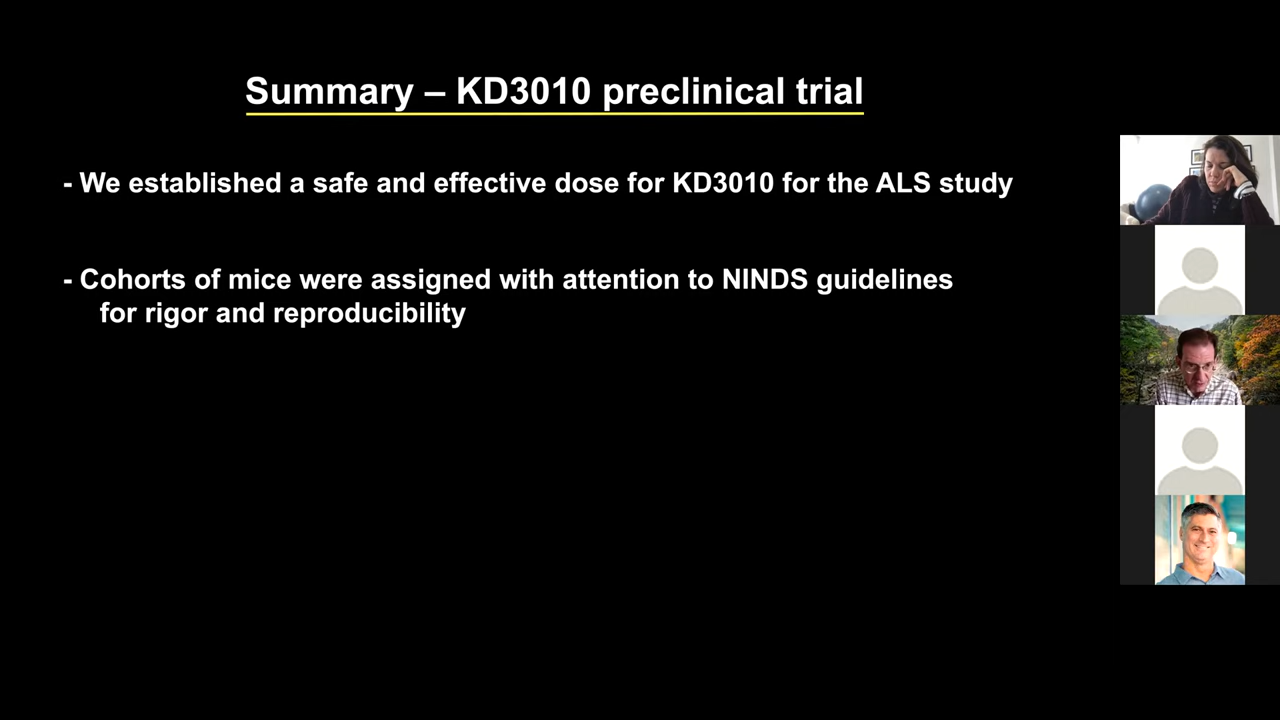 Summary – KD3010 preclinical trial
- We established a safe and effective dose for KD3010 for the ALS study
- Cohorts of mice were assigned with attention to NINDS guidelines
for rigor and reproducibility